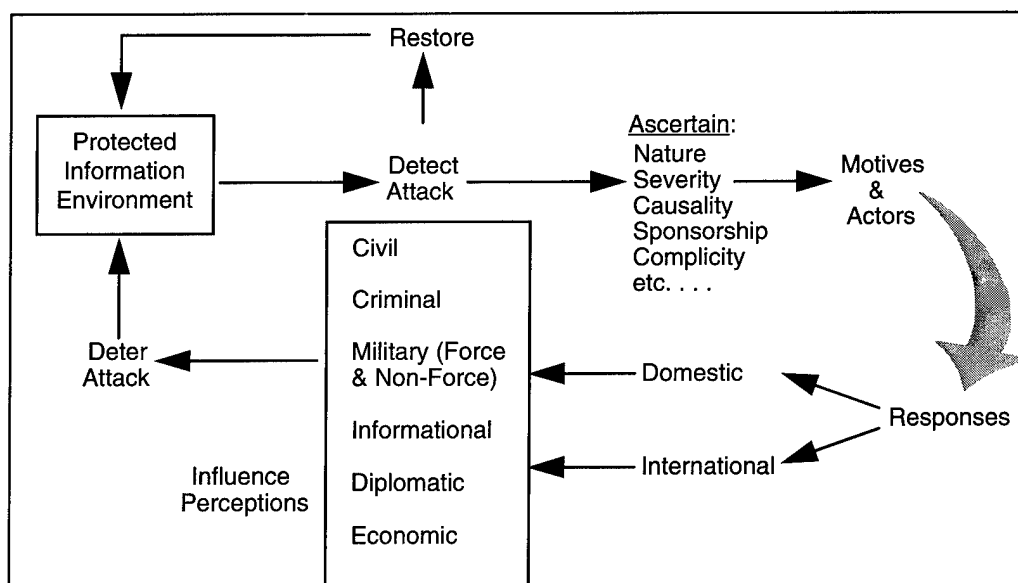 Restore
Protected
Information
Environment
Detect
Attack
Ascertain:
Nature
Severity
Causality
Sponsorship
Complicity
etc. . . .
Motives
&
Actors
Responses
Domestic
International
Civil
Criminal
Military (Force
& Non-Force)
Informational
Diplomatic
Economic
Influence
Perceptions
Deter
Attack